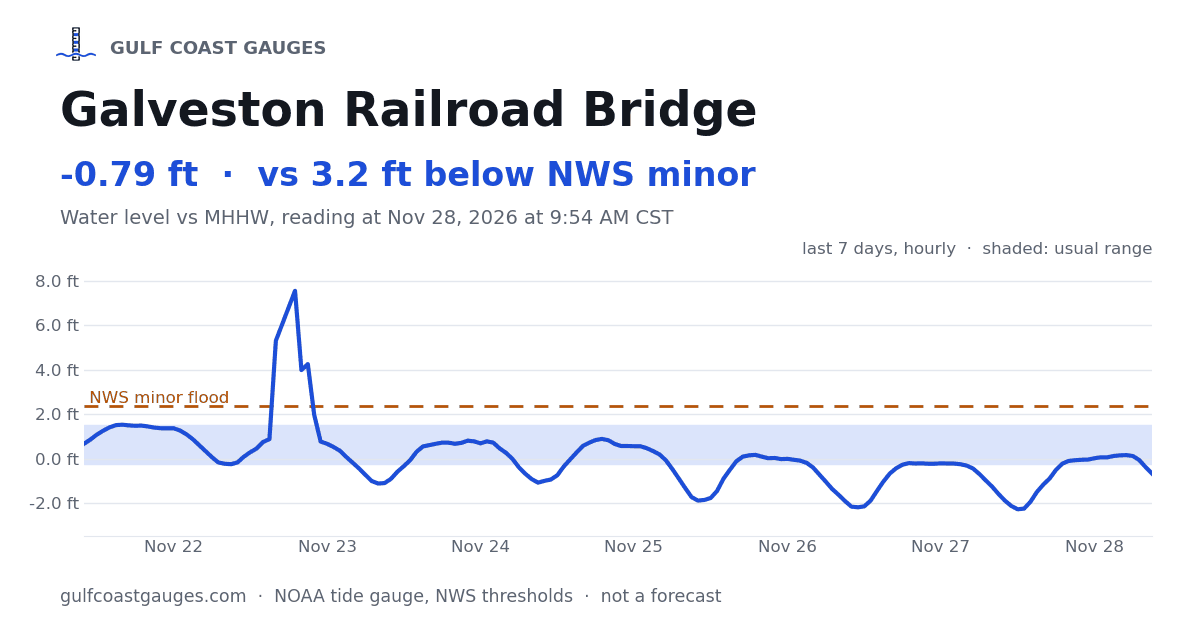 GULF COAST GAUGES
Galveston Railroad Bridge
-0.79 ft · vs 3.2 ft below NWS minor
Water level vs MHHW, reading at Nov 28, 2026 at 9:54 AM CST
last 7 days, hourly · shaded: usual range
8.0 ft
6.0 ft
4.0 ft
NWS minor flood
2.0 ft
0.0 ft
-2.0 ft
Nov 22 Nov 23 Nov 24 Nov 25 Nov 26 Nov 27 Nov 28
gulfcoastgauges.com · NOAA tide gauge, NWS thresholds · not a forecast